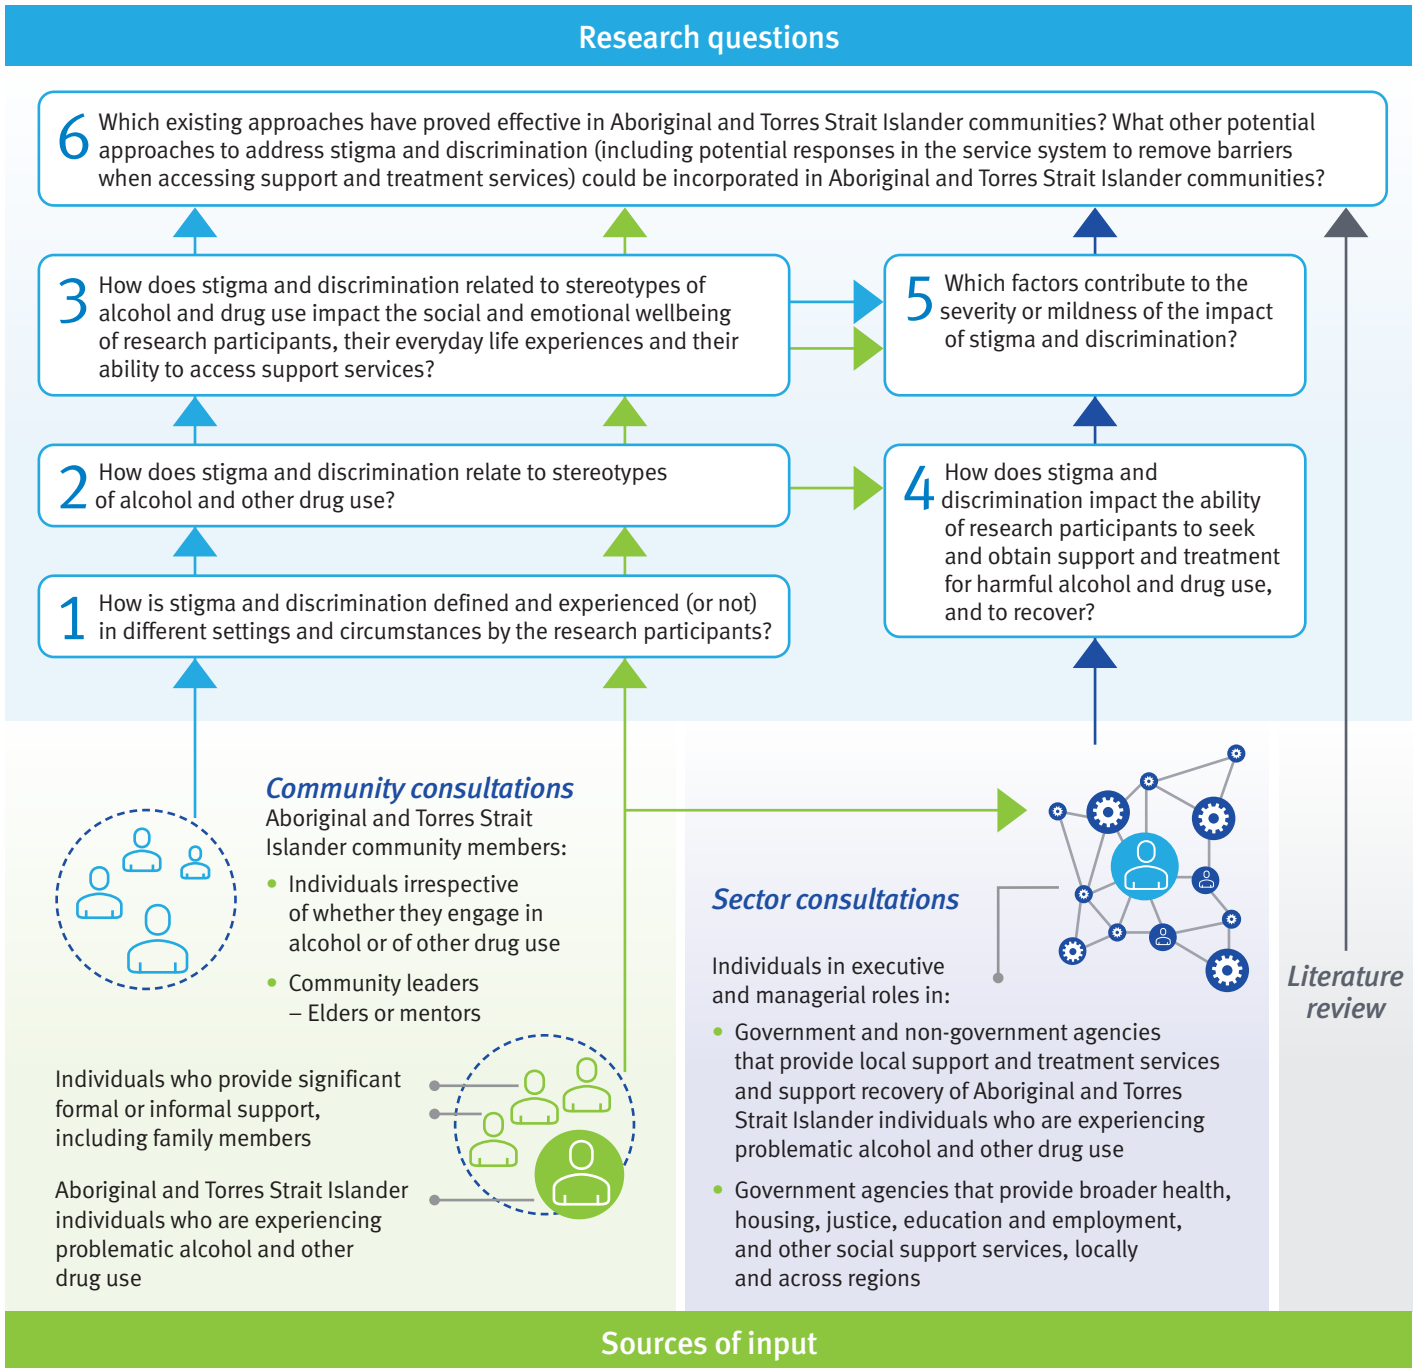 Research questions
6
Which existing approaches have proved effective in Aboriginal and Torres Strait Islander communities? What other potential
approaches to address stigma and discrimination (including potential responses in the service system to remove barriers
when accessing support and treatment services) could be incorporated in Aboriginal and Torres Strait Islander communities?
3
How does stigma and discrimination related to stereotypes of
alcohol and drug use impact the social and emotional wellbeing
of research participants, their everyday life experiences and their
ability to access support services?
5
Which factors contribute to the
severity or mildness of the impact
of stigma and discrimination?
2
How does stigma and discrimination relate to stereotypes
of alcohol and other drug use?
4
How does stigma and
discrimination impact the ability
of research participants to seek
and obtain support and treatment
for harmful alcohol and drug use,
and to recover?
1
How is stigma and discrimination defined and experienced (or not)
in different settings and circumstances by the research participants?
Community consultations
Aboriginal and Torres Strait
Islander community members:
• Individuals irrespective
of whether they engage in
alcohol or of other drug use
• Community leaders
– Elders or mentors
Individuals who provide significant
formal or informal support,
including family members
Aboriginal and Torres Strait Islander
individuals who are experiencing
problematic alcohol and other
drug use
Sector consultations
Individuals in executive
and managerial roles in:
• Government and non-government agencies
that provide local support and treatment services
and support recovery of Aboriginal and Torres
Strait Islander individuals who are experiencing
problematic alcohol and other drug use
• Government agencies that provide broader health,
housing, justice, education and employment,
and other social support services, locally
and across regions
Literature
review
Sources of input